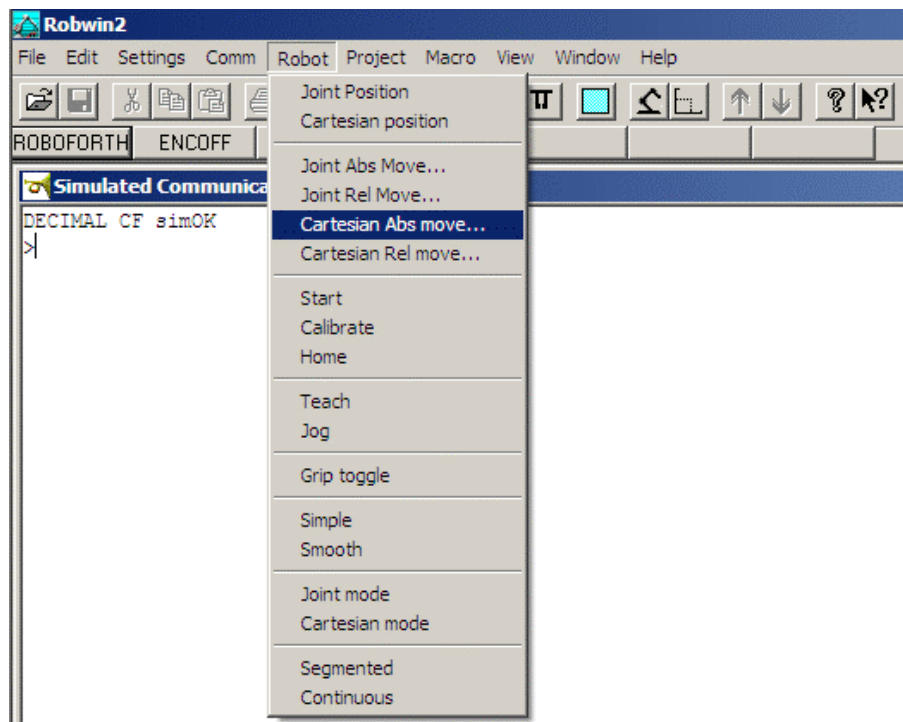 Robwin2
File Edit Settings Comm Robot Project Macro View Window Help
ROBOFORTH ENCOFF
Simulated Communica
DECIMAL CF simOK
>
Joint Position
Cartesian position
Joint Abs Move...
Joint Rel Move...
Cartesian Abs move...
Cartesian Rel move...
Start
Calibrate
Home
Teach
Jog
Grip toggle
Simple
Smooth
Joint mode
Cartesian mode
Segmented
Continuous